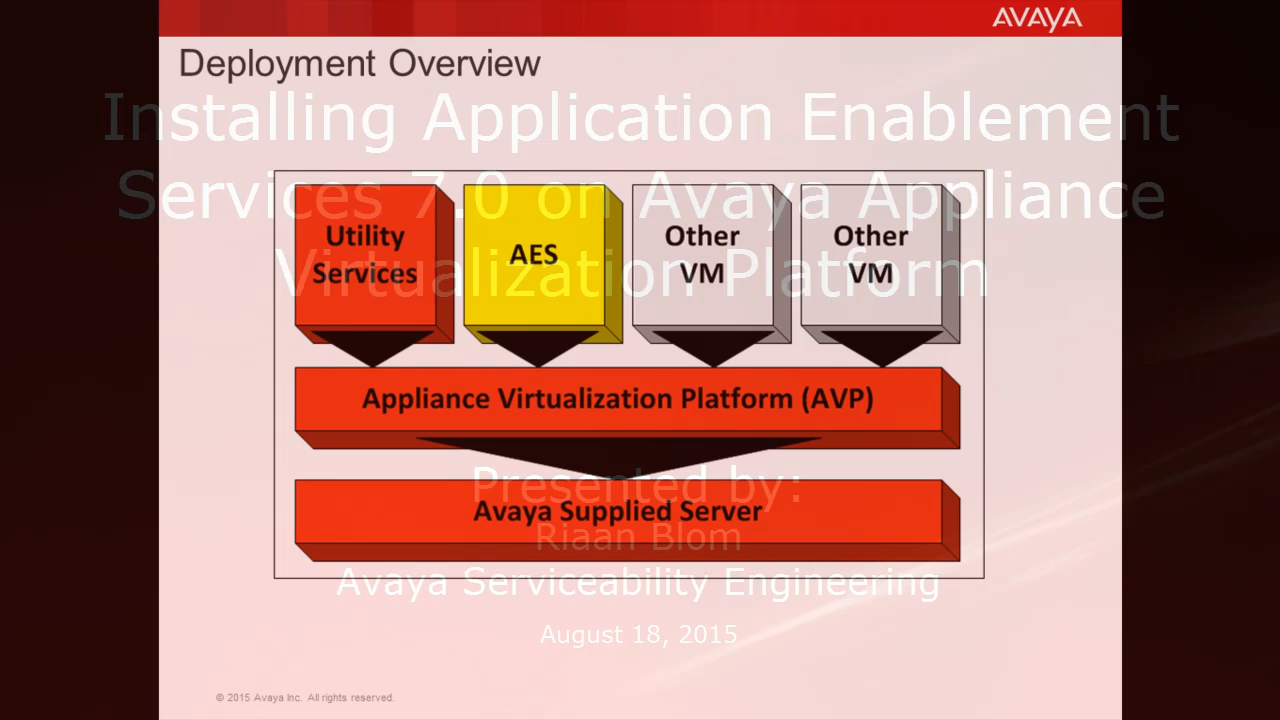 AVAYA
Deployment Overview
Installing Application Enablement
Services 7.0 on Avaya Appliance
Virtualization Platform
Utility
Services
AES
Other
VM
Other
VM
Appliance Virtualization Platform (AVP)
Presented by:
Avaya Supplied Server
Riaan Blom
Avaya Serviceability Engineering
August 18, 2015
© 2015 Avaya Inc. All rights reserved.